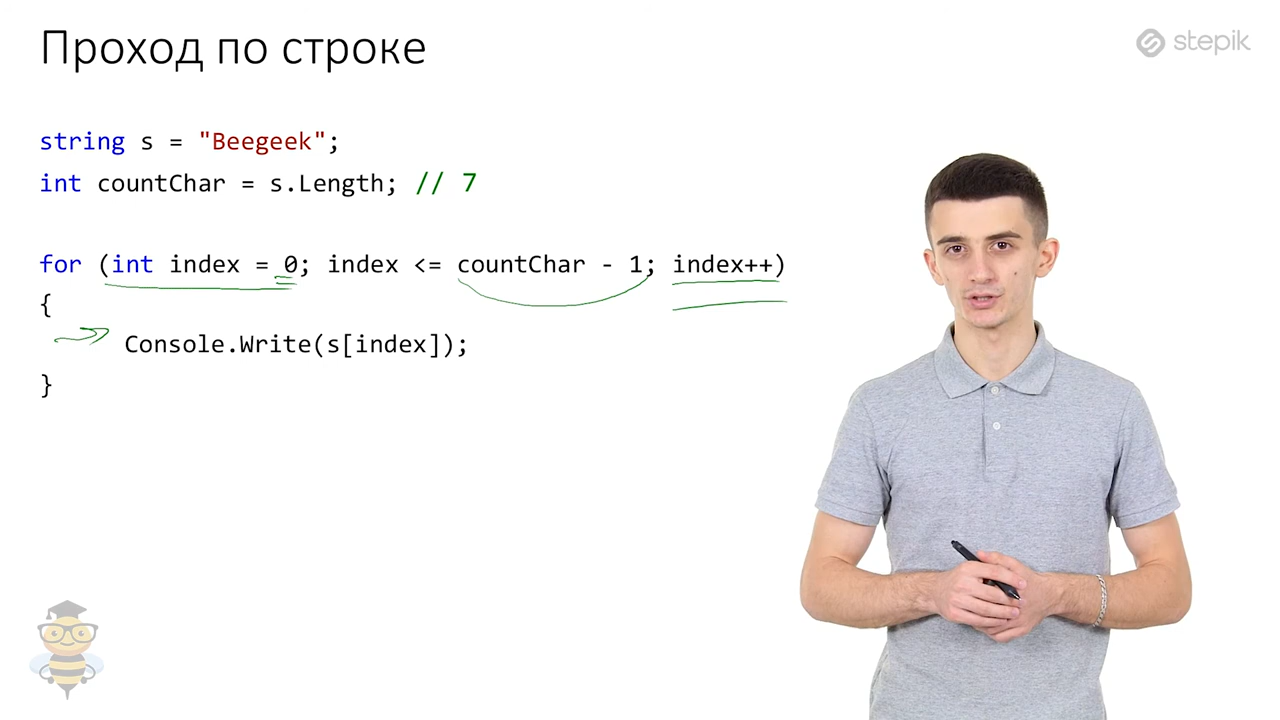 Проход по строке
stepik
string s = "Beegeek";
int countChar = s.Length; // 7
for (int index = 0; index <= countChar - 1; index++)
{
Console.Write(s[index]);
}